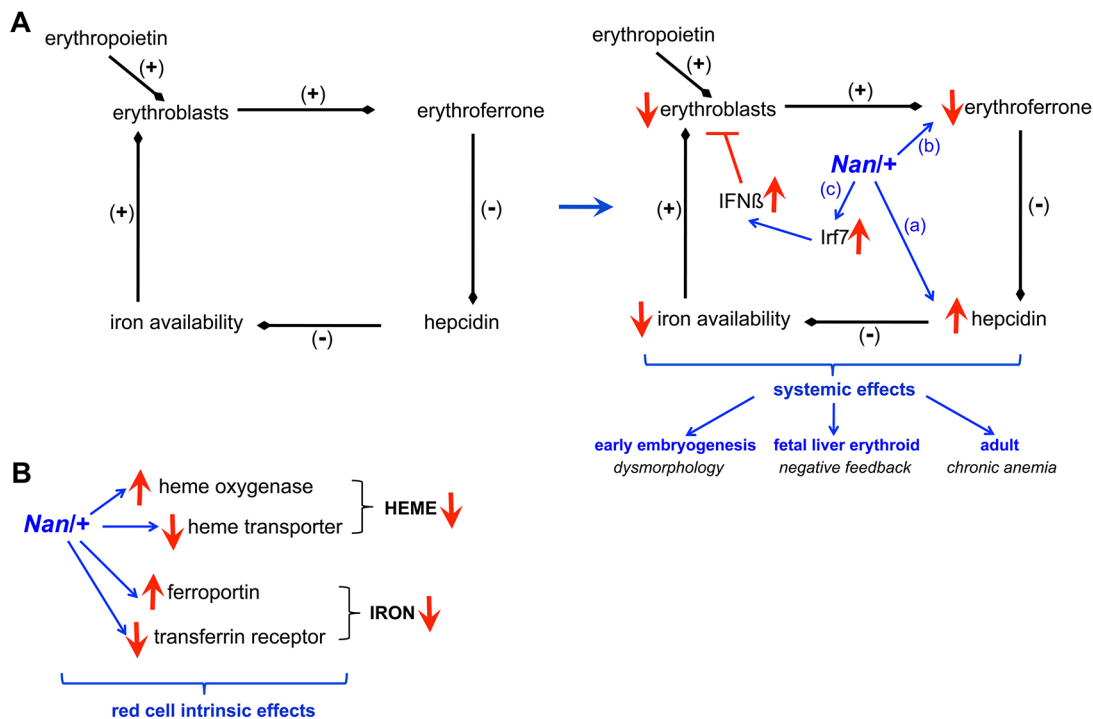 A
erythropoietin
(+)
erythroblasts
(+)
erythroferrone
(+)
(-)
iron availability
(-)
hepcidin
erythropoietin
(+)
erythroblasts
(+)
erythroferrone
Nan/+
(b)
(c)
IFNß
(+)
(-)
Irf7
(a)
iron availability
(-)
hepcidin
systemic effects
early embryogenesis
dysmorphology
fetal liver erythroid
negative feedback
adult
chronic anemia
B
heme oxygenase
Nan/+
heme transporter
HEME
ferroportin
IRON
transferrin receptor
red cell intrinsic effects